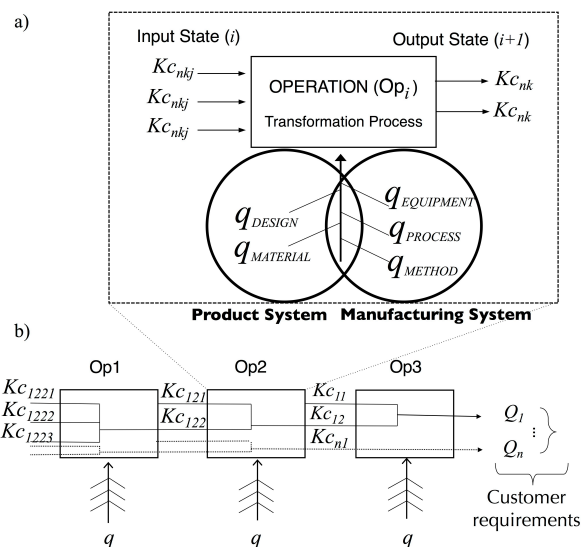 a)
Input State (i)
Output State (i+1)
Kc_nkj
Kc_nkj
Kc_nkj
OPERATION (Op_i)
Transformation Process
Kc_nk
Kc_nk
q_DESIGN
q_MATERIAL
q_EQUIPMENT
q_PROCESS
q_METHOD
Product System
Manufacturing System
b)
Op1
Op2
Op3
Kc_1221
Kc_1222
Kc_1223
Kc_121
Kc_122
Kc_11
Kc_12
Kc_n1
Q_1
Q_n
Customer
requirements
q
q
q